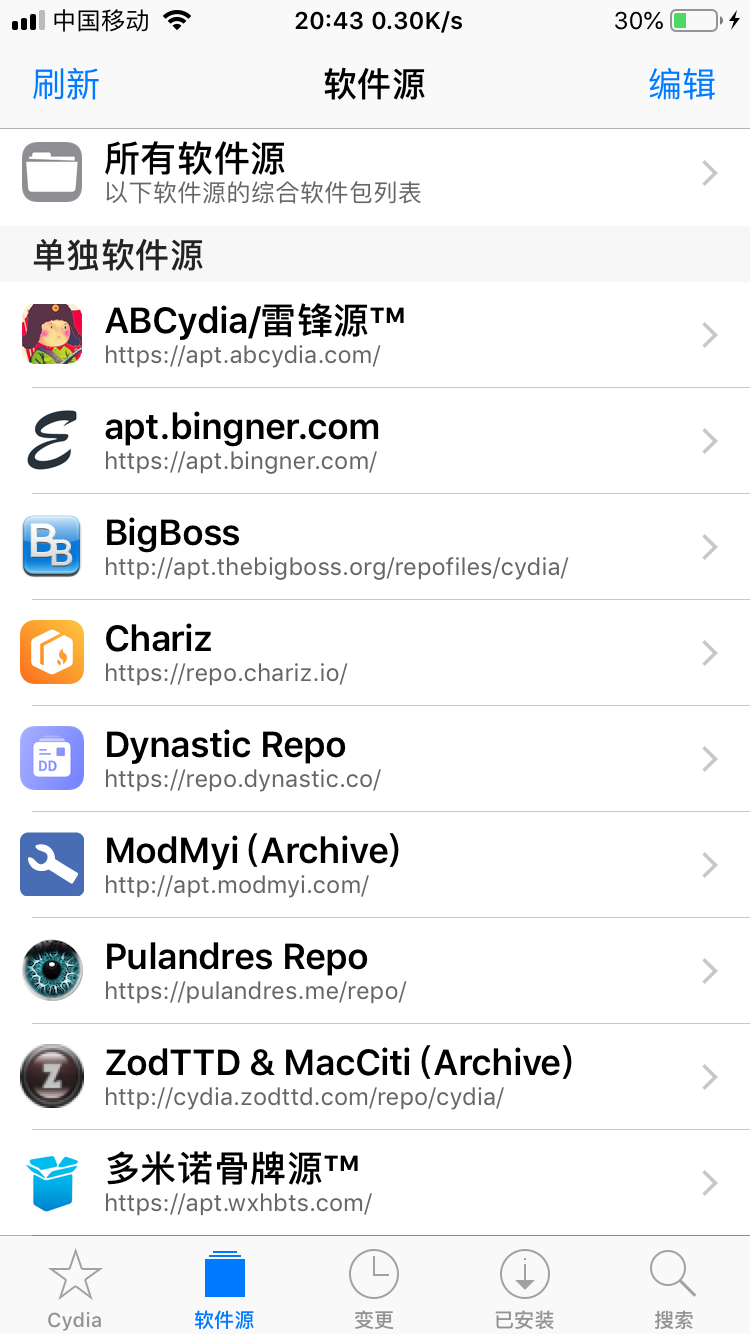 中国移动 20:43 0.30K/s 30%
刷新 软件源 编辑
所有软件源
以下软件源的综合软件包列表
单独软件源
ABCydia/雷锋源™
https://apt.abcydia.com/
apt.bingner.com
https://apt.bingner.com/
BigBoss
http://apt.thebigboss.org/repofiles/cydia/
Chariz
https://repo.chariz.io/
Dynastic Repo
https://repo.dynastic.co/
ModMyi (Archive)
http://apt.modmyi.com/
Pulandres Repo
https://pulandres.me/repo/
ZodTTD & MacCiti (Archive)
http://cydia.zodttd.com/repo/cydia/
多米诺骨牌源™
https://apt.wxhbts.com/
Cydia 软件源 变更 已安装 搜索